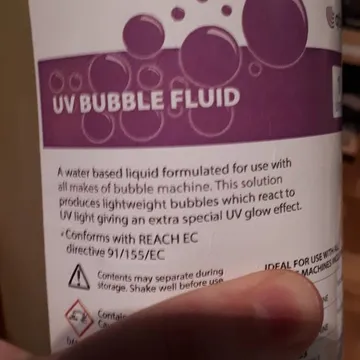 UV BUBBLE FLUID
A water based liquid formulated for use with
all makes of bubble machine. This solution
produces lightweight bubbles which react to
UV light giving an extra special UV glow effect.
*Conforms with REACH EC
directive 91/155/EC
Contents may separate during
storage. Shake well before use
IDEAL FOR USE WITH